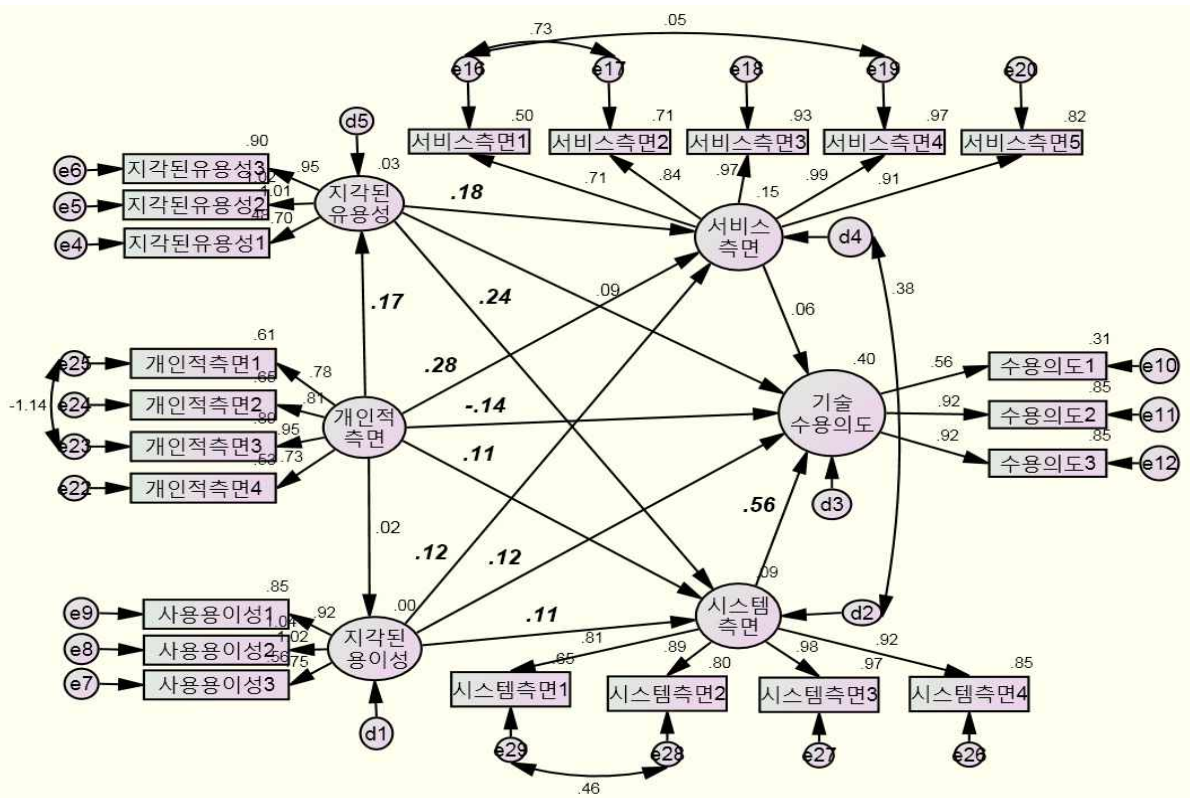 .73
.05
e16
e17
e18
e19
e20
.50
.71
.93
.97
.82
서비스측면1
서비스측면2
서비스측면3
서비스측면4
서비스측면5
.71
.84
.97
.99
.91
d5
.90
e6
지각된유용성3
.95
.03
e5
지각된유용성2
1.01
e4
지각된유용성1
.70
지각된
유용성
.18
.15
서비스
측면
d4
.38
.17
.24
.09
.06
.61
e25
개인적측면1
.78
.28
.40
.31
-1.14
e24
개인적측면2
.81
e23
개인적측면3
.95
e22
개인적측면4
.53
.73
개인적
측면
-.14
.11
기술
수용의도
.56
수용의도1
e10
.92
.85
수용의도2
e11
.92
.85
수용의도3
e12
d3
.02
.12
.12
.56
.85
e9
사용용이성1
.92
.00
e8
사용용이성2
1.02
e7
사용용이성3
.56
.75
지각된
용이성
.11
.09
시스템
측면
d2
d1
.81
.65
.89
.80
.98
.97
.92
.85
시스템측면1
시스템측면2
시스템측면3
시스템측면4
e29
e28
e27
e26
.46